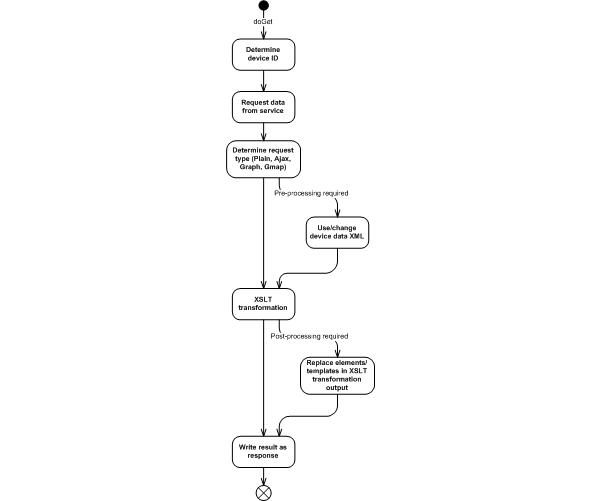 doGet
Determine
device ID
Request data
from service
Determine request
type (Plain, Ajax,
Graph, Gmap)
Pre-processing required
Use/change
device data XML
XSLT
transformation
Post-processing required
Replace elements/
templates in XSLT
transformation
output
Write result as
response